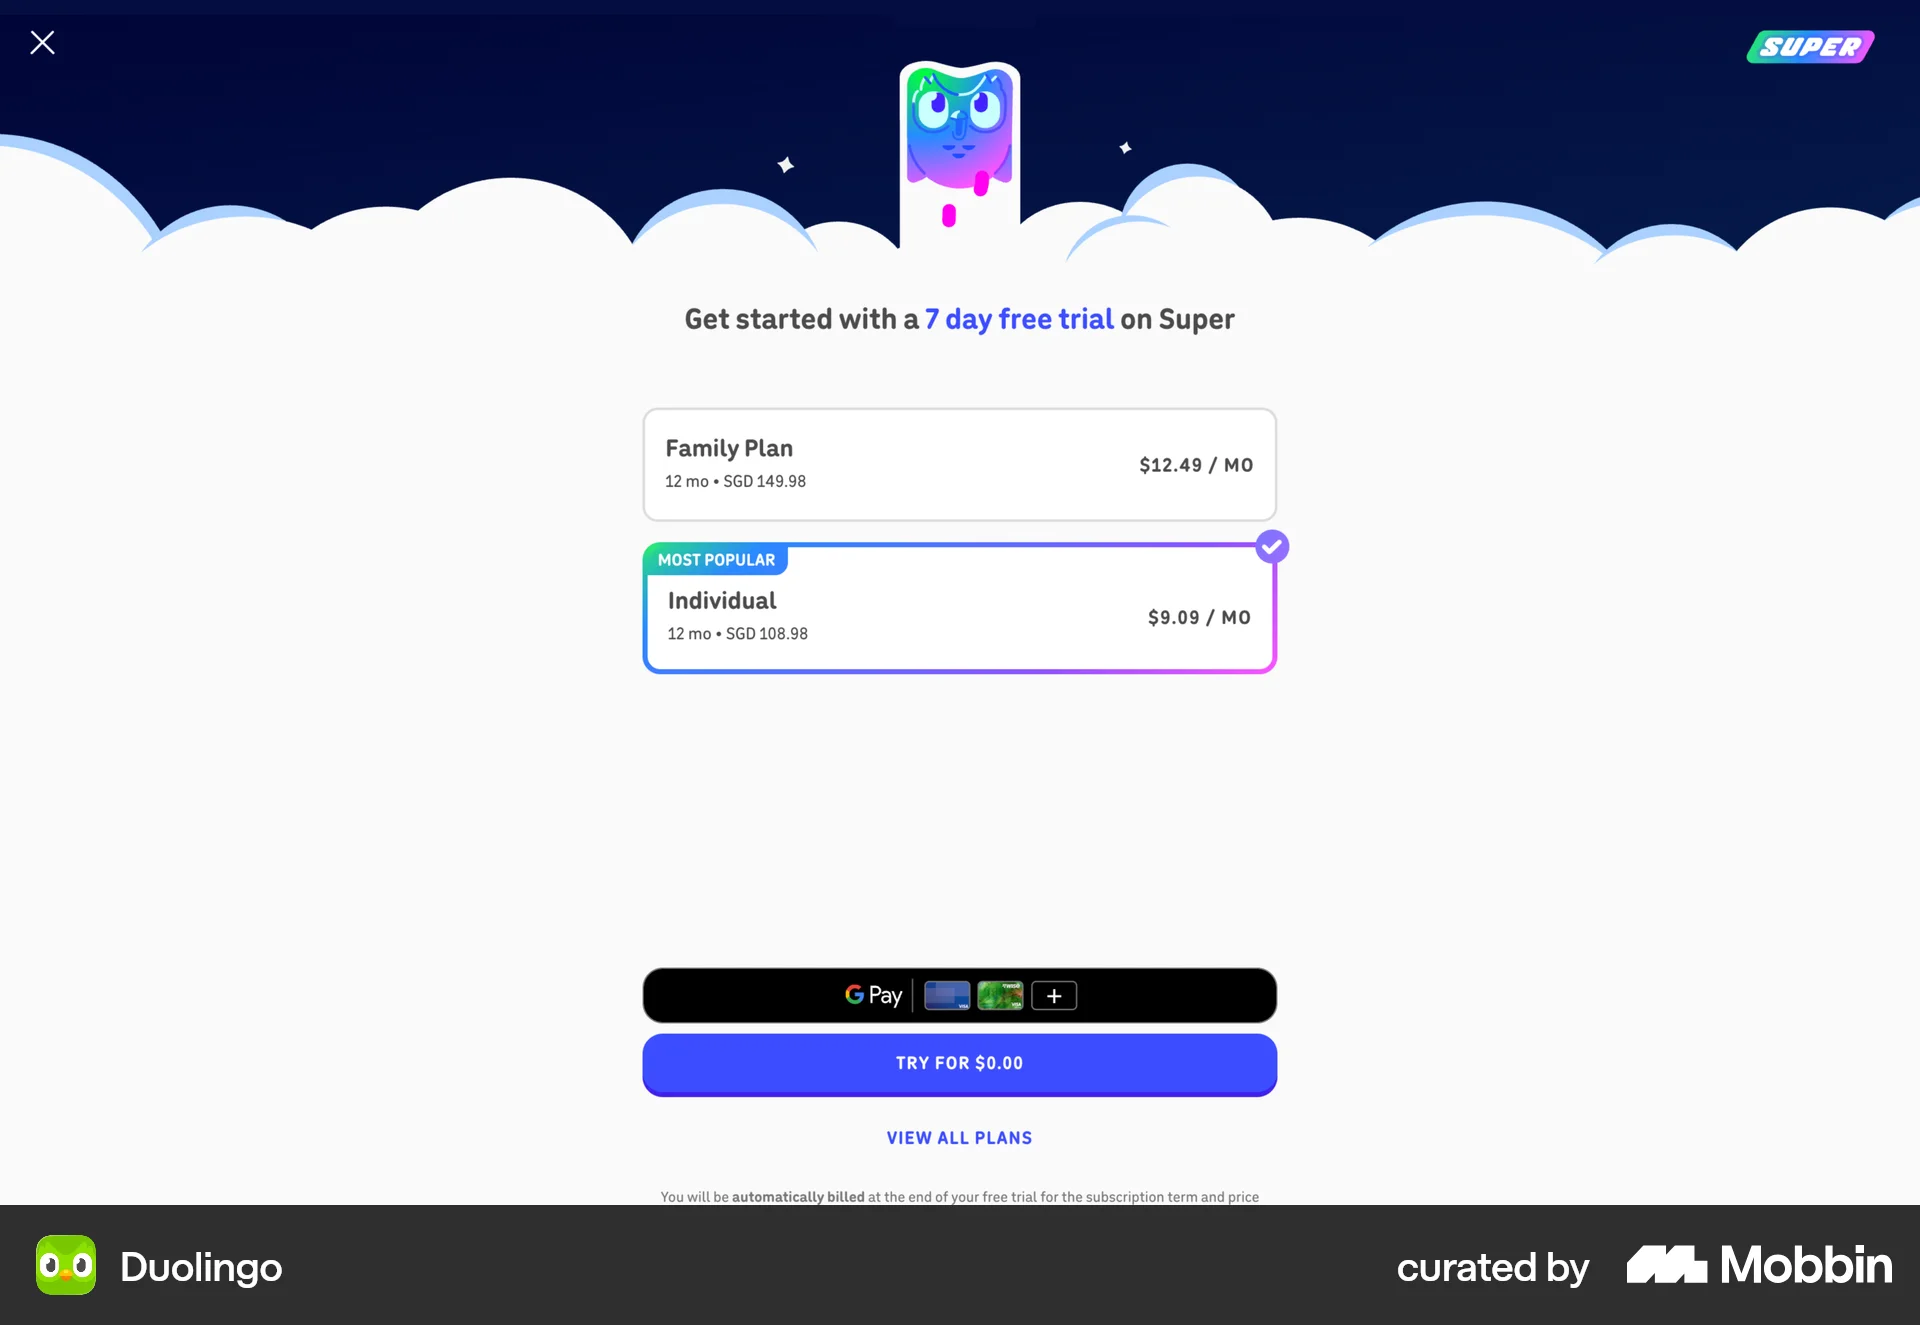 SUPER
Get started with a 7 day free trial on Super
Family Plan
12 mo • SGD 149.98
$12.49 / MO
MOST POPULAR
Individual
12 mo • SGD 108.98
$9.09 / MO
G Pay
VISA
VISA
TRY FOR $0.00
VIEW ALL PLANS
You will be automatically billed at the end of your free trial for the subscription term and price
Duolingo
curated by
Mobbin